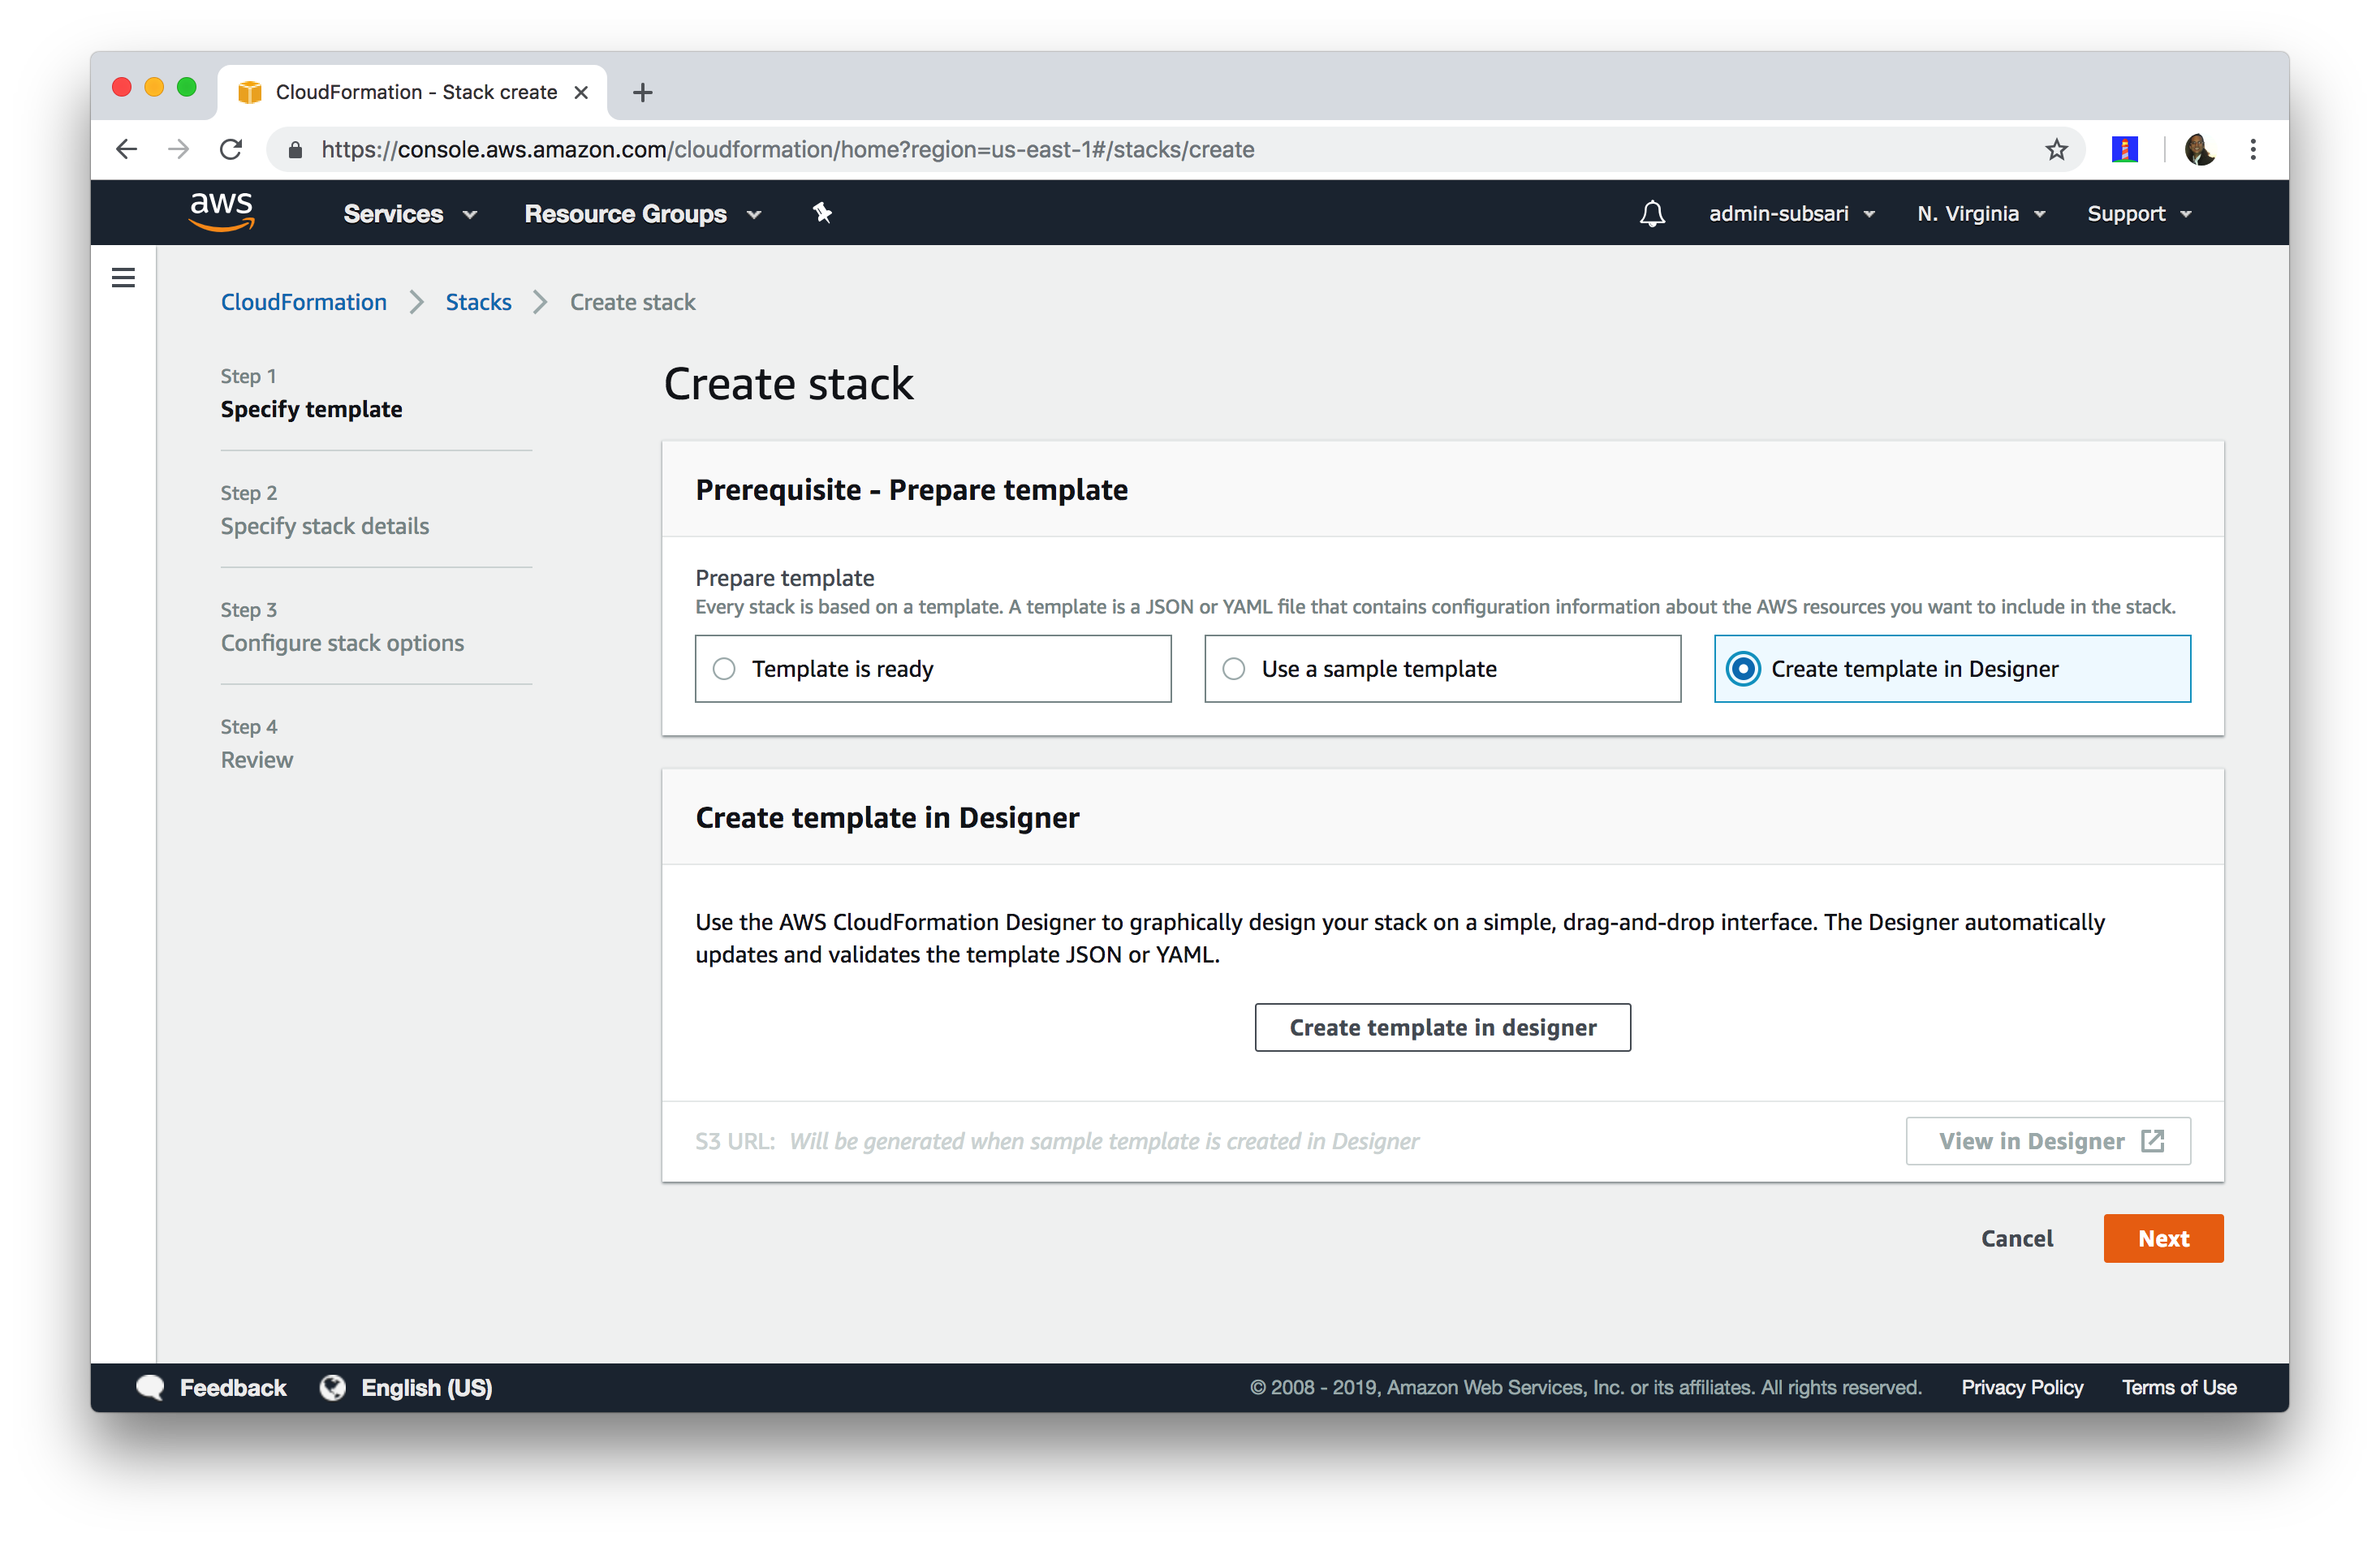 CloudFormation - Stack create
https://console.aws.amazon.com/cloudformation/home?region=us-east-1#/stacks/create
aws
Services
Resource Groups
admin-subsari
N. Virginia
Support
CloudFormation
Stacks
Create stack
Step 1
Specify template
Step 2
Specify stack details
Step 3
Configure stack options
Step 4
Review
Create stack
Prerequisite - Prepare template
Prepare template
Every stack is based on a template. A template is a JSON or YAML file that contains configuration information about the AWS resources you want to include in the stack.
Template is ready
Use a sample template
Create template in Designer
Create template in Designer
Use the AWS CloudFormation Designer to graphically design your stack on a simple, drag-and-drop interface. The Designer automatically
updates and validates the template JSON or YAML.
Create template in designer
S3 URL: Will be generated when sample template is created in Designer
View in Designer
Cancel
Next
Feedback
English (US)
© 2008 - 2019, Amazon Web Services, Inc. or its affiliates. All rights reserved.
Privacy Policy
Terms of Use